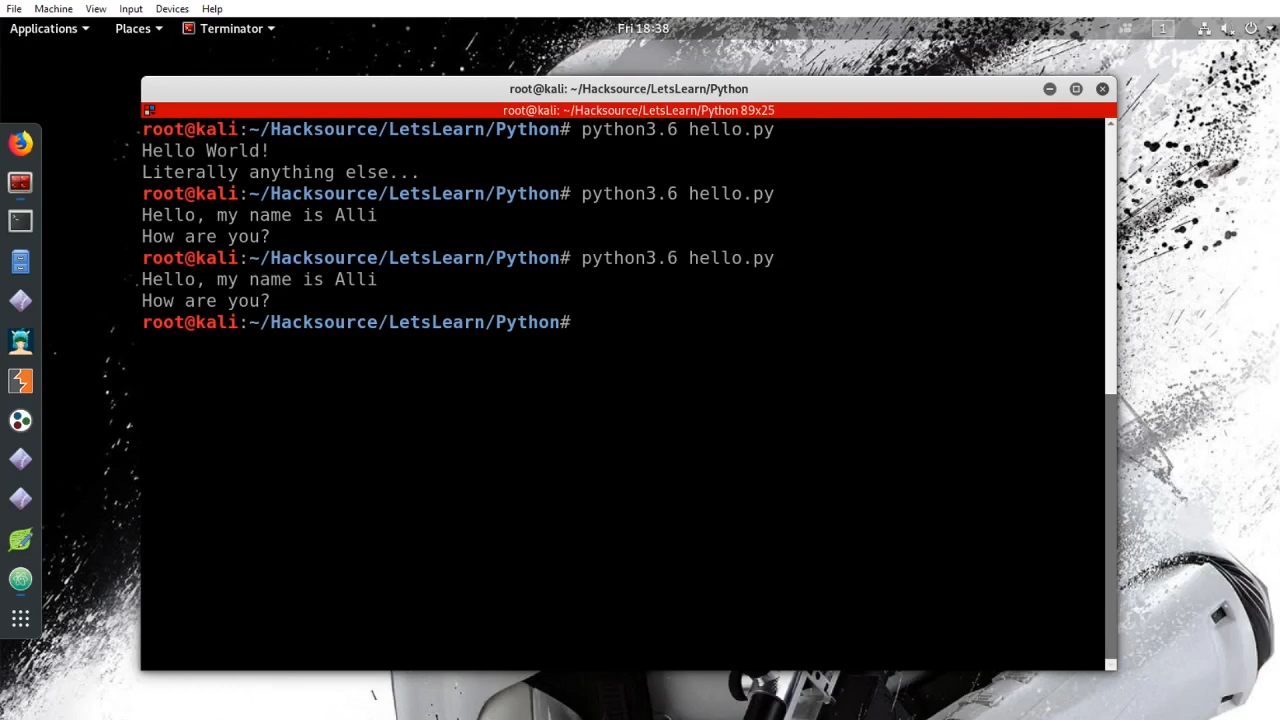 File Machine View Input Devices Help
Applications Places Terminator Fri 18:38 1
root@kali: ~/Hacksource/LetsLearn/Python
root@kali: ~/Hacksource/LetsLearn/Python 89x25
root@kali:~/Hacksource/LetsLearn/Python# python3.6 hello.py
Hello World!
Literally anything else...
root@kali:~/Hacksource/LetsLearn/Python# python3.6 hello.py
Hello, my name is Alli
How are you?
root@kali:~/Hacksource/LetsLearn/Python# python3.6 hello.py
Hello, my name is Alli
How are you?
root@kali:~/Hacksource/LetsLearn/Python#